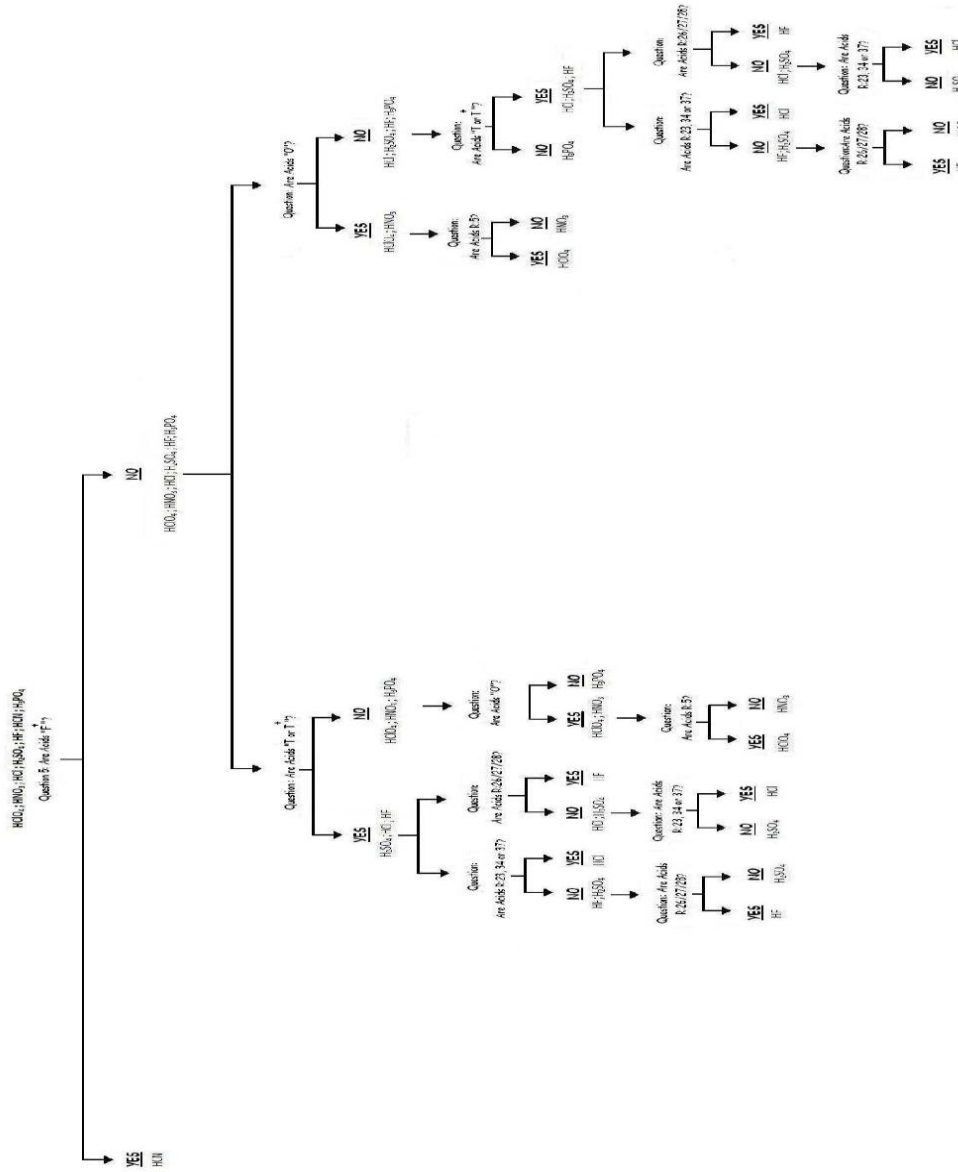 HClO₄; HNO₃; HCl; H₂SO₄; HF; HCN; H₃PO₄
Question 5: Are Acids "F⁺"?
YES
HCN
NO
HClO₄; HNO₃; HCl; H₂SO₄; HF; H₃PO₄
Question: Are Acids "T or T⁺"?
YES
H₂SO₄; HCl; HF
Question:
Are Acids R:23, 34 or 37?
NO
HF; H₂SO₄
YES
HCl
Question: Are Acids
R:26/27/28?
YES
HF
NO
H₂SO₄
Question:
Are Acids R:26/27/28?
NO
HCl; H₂SO₄
YES
HF
Question: Are Acids
R:23, 34 or 37?
NO
H₂SO₄
YES
HCl
NO
HClO₄; HNO₃; H₃PO₄
Question:
Are Acids "O"?
YES
HClO₄; HNO₃
NO
H₃PO₄
Question:
Are Acids R:5?
YES
HClO₄
NO
HNO₃
Question: Are Acids "O"?
YES
HClO₄; HNO₃
Question:
Are Acids R:5?
YES
HClO₄
NO
HNO₃
NO
HCl; H₂SO₄; HF; H₃PO₄
Question:
Are Acids "T or T⁺"?
NO
H₃PO₄
YES
HCl; H₂SO₄; HF
Question:
Are Acids R:23, 34 or 37?
NO
HF; H₂SO₄
YES
HCl
Question: Are Acids
R:26/27/28?
YES
NO
Question:
Are Acids R:26/27/28?
NO
HCl; H₂SO₄
YES
HF
Question: Are Acids
R:23, 34 or 37?
NO
YES